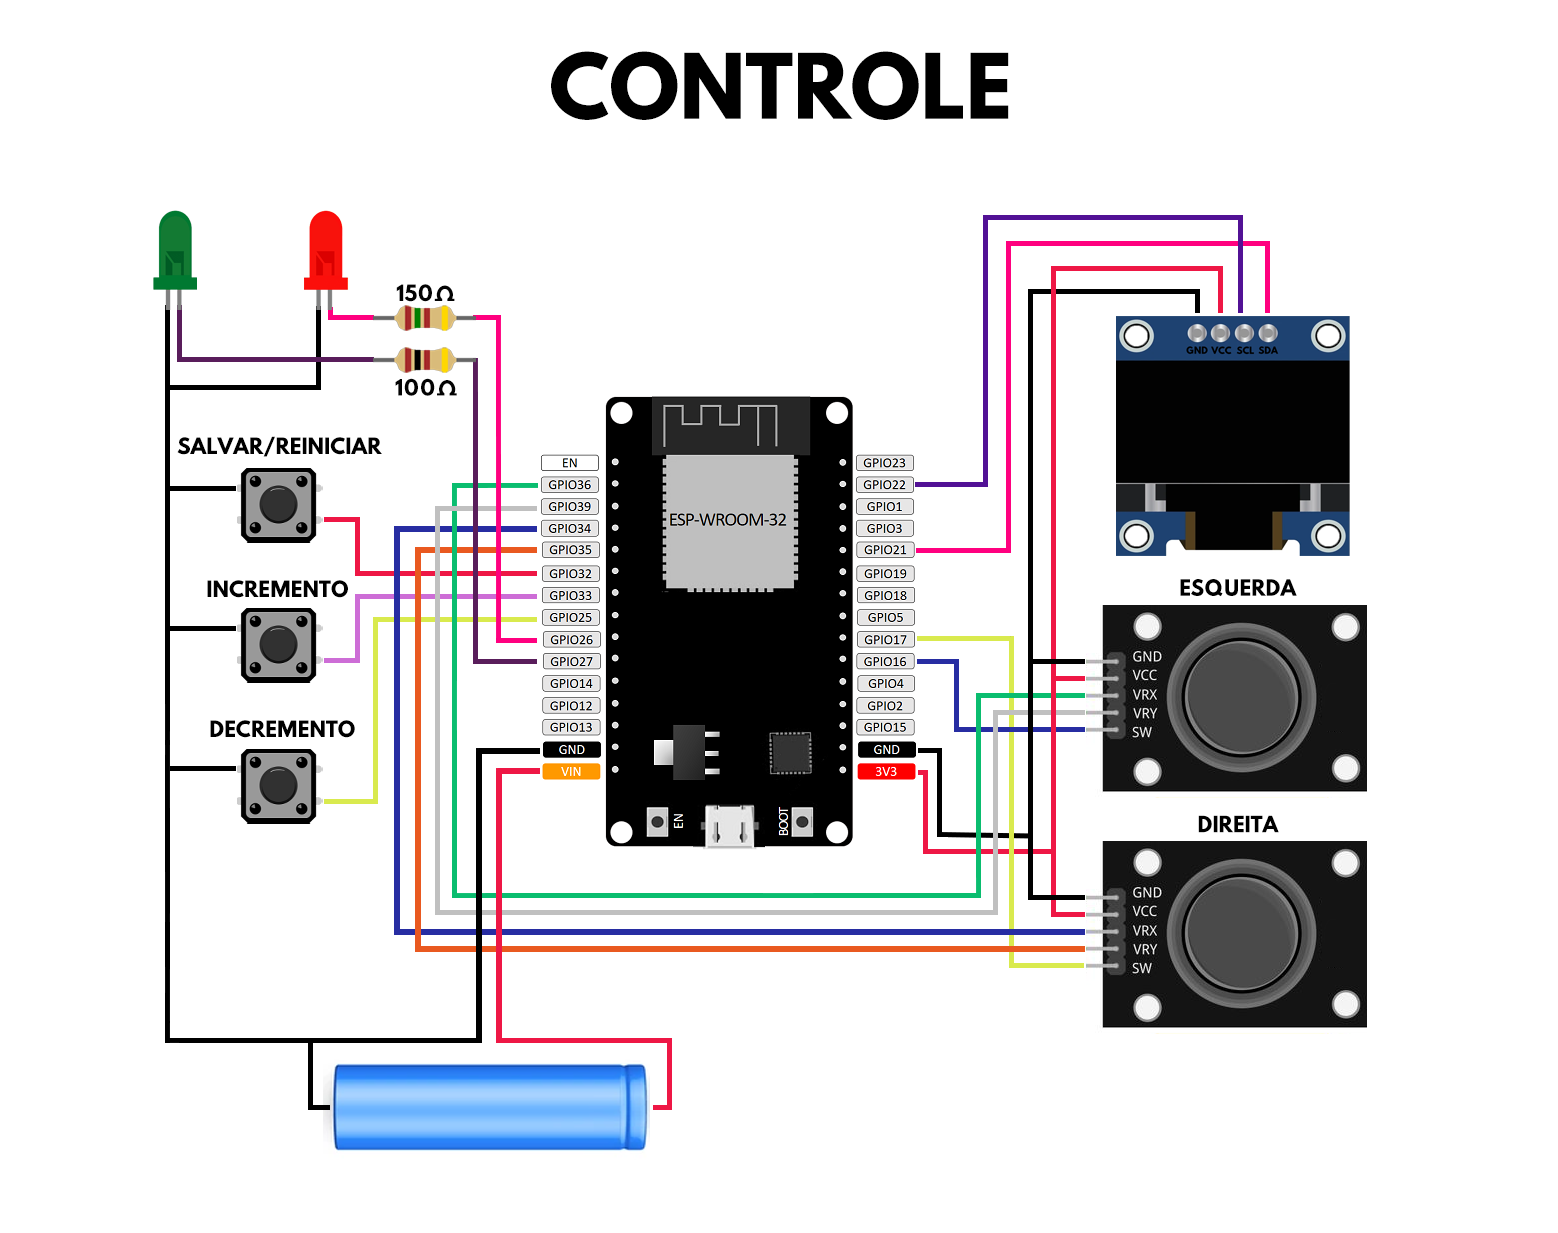 CONTROLE
150Ω
100Ω
SALVAR/REINICIAR
INCREMENTO
DECREMENTO
EN
GPIO36
GPIO39
GPIO34
GPIO35
GPIO32
GPIO33
GPIO25
GPIO26
GPIO27
GPIO14
GPIO12
GPIO13
GND
VIN
ESP-WROOM-32
EN
BOOT
GPIO23
GPIO22
GPIO1
GPIO3
GPIO21
GPIO19
GPIO18
GPIO5
GPIO17
GPIO16
GPIO4
GPIO2
GPIO15
GND
3V3
GND VCC SCL SDA
ESQUERDA
GND
VCC
VRX
VRY
SW
DIREITA
GND
VCC
VRX
VRY
SW